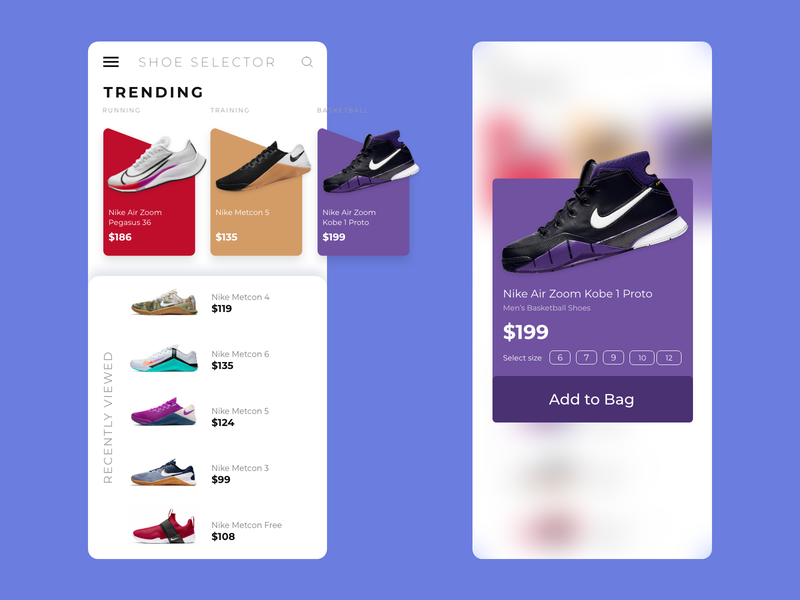 SHOE SELECTOR
TRENDING
RUNNING
TRAINING
BASKETBALL
Nike Air Zoom
Pegasus 36
$186
Nike Metcon 5
$135
Nike Air Zoom
Kobe 1 Proto
$199
RECENTLY VIEWED
Nike Metcon 4
$119
Nike Metcon 6
$135
Nike Metcon 5
$124
Nike Metcon 3
$99
Nike Metcon Free
$108
Nike Air Zoom Kobe 1 Proto
Men's Basketball Shoes
$199
Select size 6 7 9 10 12
Add to Bag